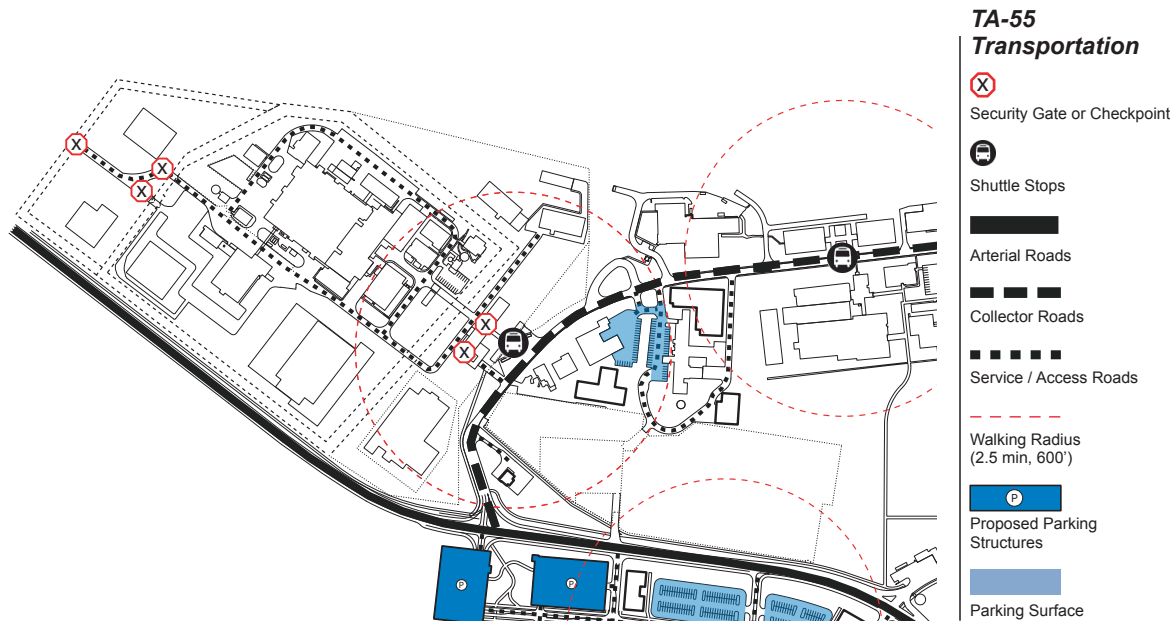 TA-55
Transportation
X
Security Gate or Checkpoint
Shuttle Stops
Arterial Roads
Collector Roads
Service / Access Roads
Walking Radius
(2.5 min, 600’)
P
Proposed Parking
Structures
Parking Surface
X
X
X
X
X
P
P